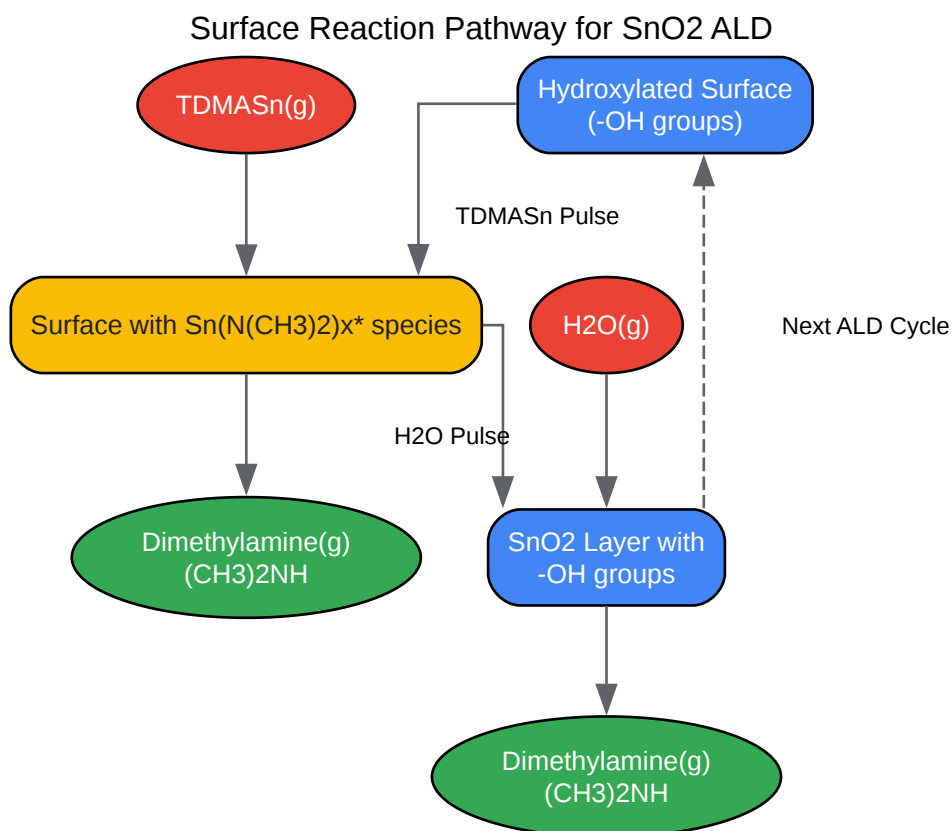 Surface Reaction Pathway for SnO2 ALD
TDMASn(g)
Hydroxylated Surface
(-OH groups)
TDMASn Pulse
Surface with Sn(N(CH3)2)x* species
H2O(g)
Next ALD Cycle
H2O Pulse
Dimethylamine(g)
(CH3)2NH
SnO2 Layer with
-OH groups
Dimethylamine(g)
(CH3)2NH